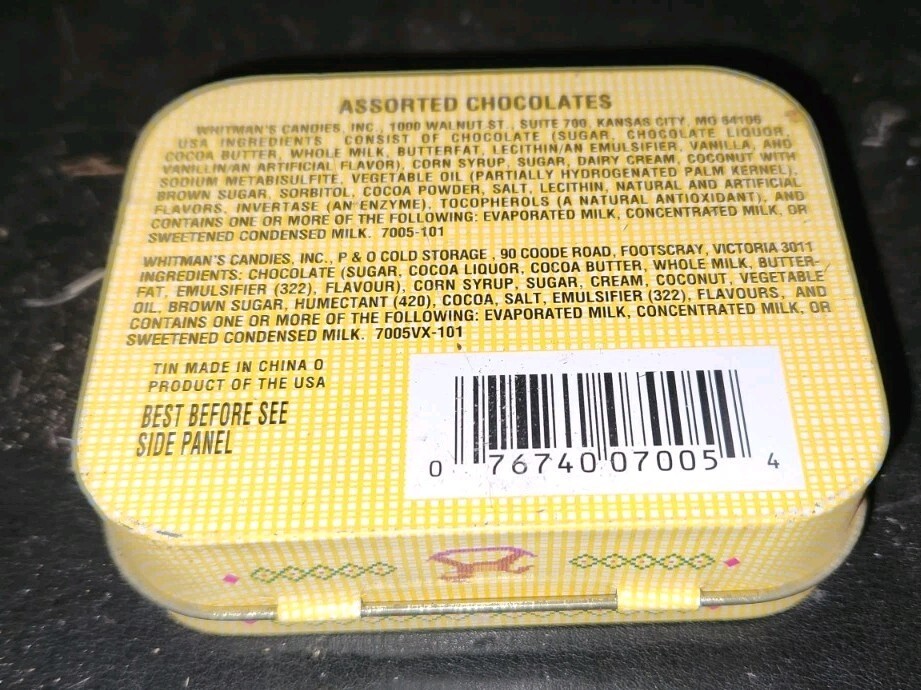 ASSORTED CHOCOLATES
WHITMAN'S CANDIES, INC., 1000 WALNUT ST., SUITE 700, KANSAS CITY, MO 64106
USA INGREDIENTS CONSIST OF CHOCOLATE (SUGAR, CHOCOLATE LIQUOR,
COCOA BUTTER, WHOLE MILK, BUTTERFAT, LECITHIN/AN EMULSIFIER, VANILLA, AND
VANILLIN/AN ARTIFICIAL FLAVOR), CORN SYRUP, SUGAR, DAIRY CREAM, COCONUT WITH
SODIUM METABISULFITE, VEGETABLE OIL (PARTIALLY HYDROGENATED PALM KERNEL),
BROWN SUGAR, SORBITOL, COCOA POWDER, SALT, LECITHIN, NATURAL AND ARTIFICIAL
FLAVORS, INVERTASE (AN ENZYME), TOCOPHEROLS (A NATURAL ANTIOXIDANT), AND
CONTAINS ONE OR MORE OF THE FOLLOWING: EVAPORATED MILK, CONCENTRATED MILK, OR
SWEETENED CONDENSED MILK. 7005-101
WHITMAN'S CANDIES, INC., P & O COLD STORAGE , 90 COODE ROAD, FOOTSCRAY, VICTORIA 3011
INGREDIENTS: CHOCOLATE (SUGAR, COCOA LIQUOR, COCOA BUTTER, WHOLE MILK, BUTTER-
FAT, EMULSIFIER (322), FLAVOUR), CORN SYRUP, SUGAR, CREAM, COCONUT, VEGETABLE
OIL, BROWN SUGAR, HUMECTANT (420), COCOA, SALT, EMULSIFIER (322), FLAVOURS, AND
CONTAINS ONE OR MORE OF THE FOLLOWING: EVAPORATED MILK, CONCENTRATED MILK, OR
SWEETENED CONDENSED MILK. 7005VX-101
TIN MADE IN CHINA O
PRODUCT OF THE USA
BEST BEFORE SEE
SIDE PANEL
0 76740 07005 4